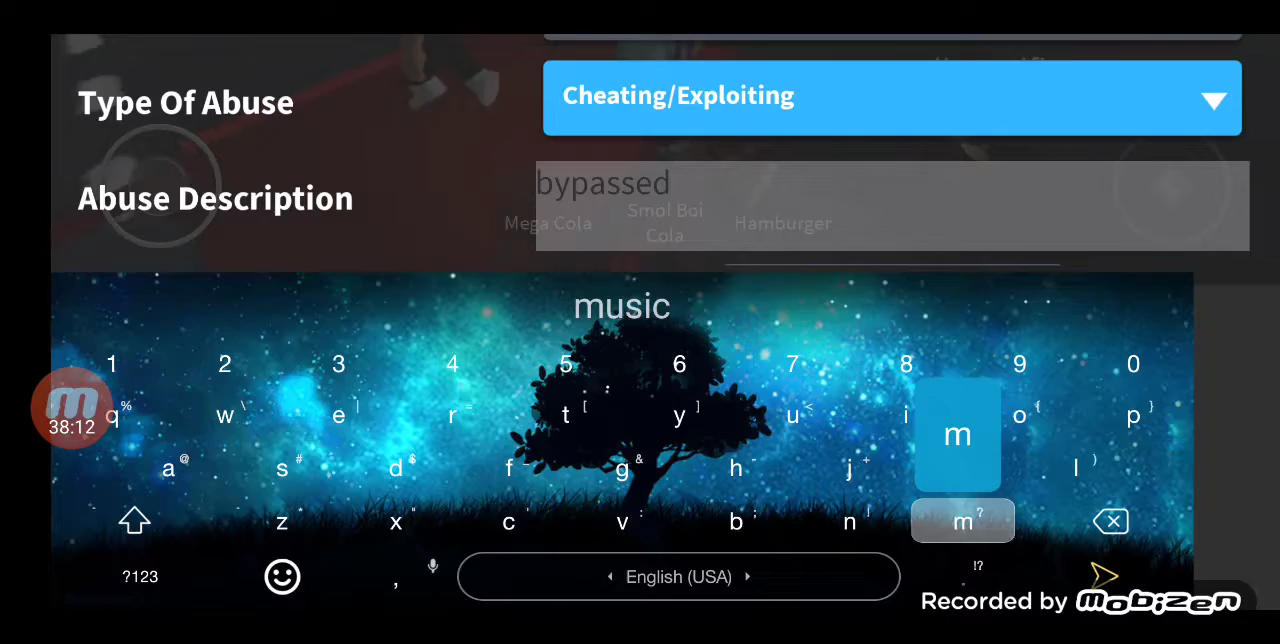 Type Of Abuse
Cheating/Exploiting
Abuse Description
bypassed
Mega Cola
Smol Boi
Cola
Hamburger
music
1 2 3 4 5 6 7 8 9 0
q% w\ e| r= t[ y] u< i o{ p}
m
a@ s# d$ f_ g& h- j+ l)
38:12
z* x" c' v: b; n! m?
?123 , English (USA) . !?
Recorded by mobizen